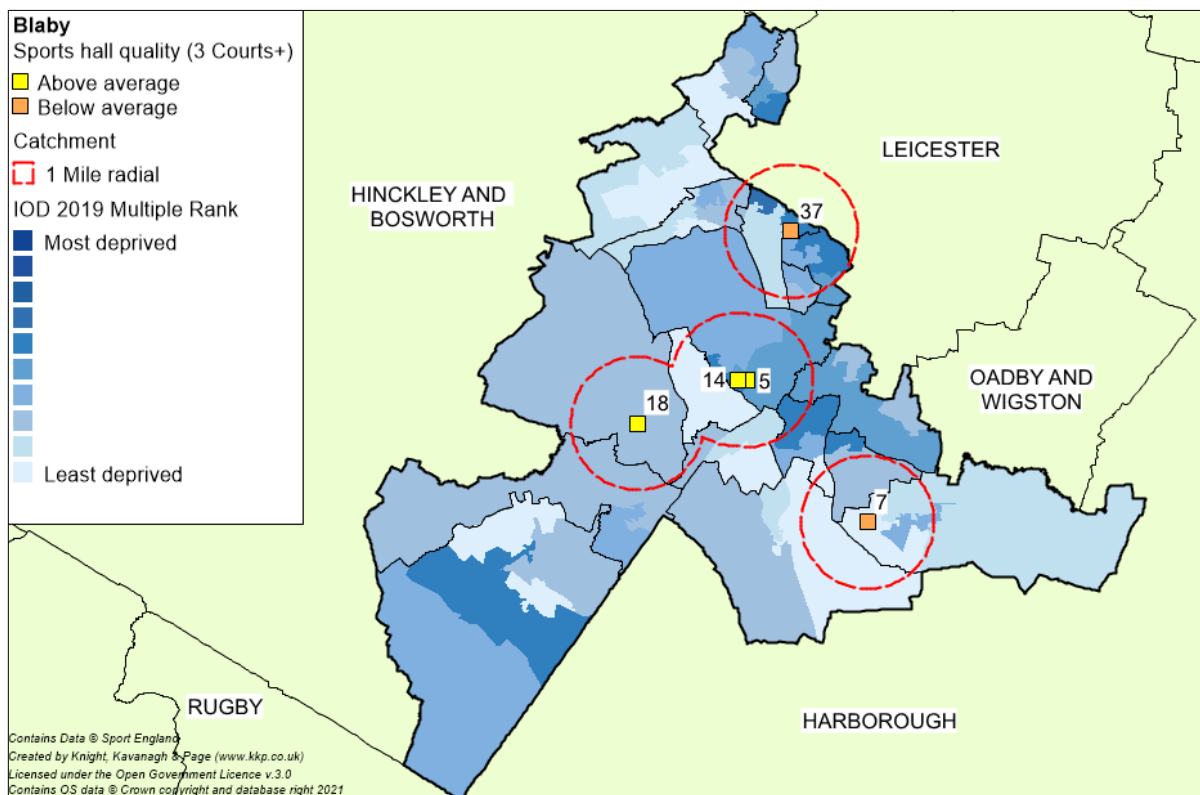 Blaby
Sports hall quality (3 Courts+)
Above average
Below average
Catchment
1 Mile radial
IOD 2019 Multiple Rank
Most deprived
Least deprived
LEICESTER
HINCKLEY AND
BOSWORTH
37
OADBY AND
WIGSTON
14
5
18
7
RUGBY
HARBOROUGH
Contains Data ® Sport England
Created by Knight, Kavanagh & Page (www.kkp.co.uk)
Licensed under the Open Government Licence v.3.0
Contains OS data ® Crown copyright and database right 2021